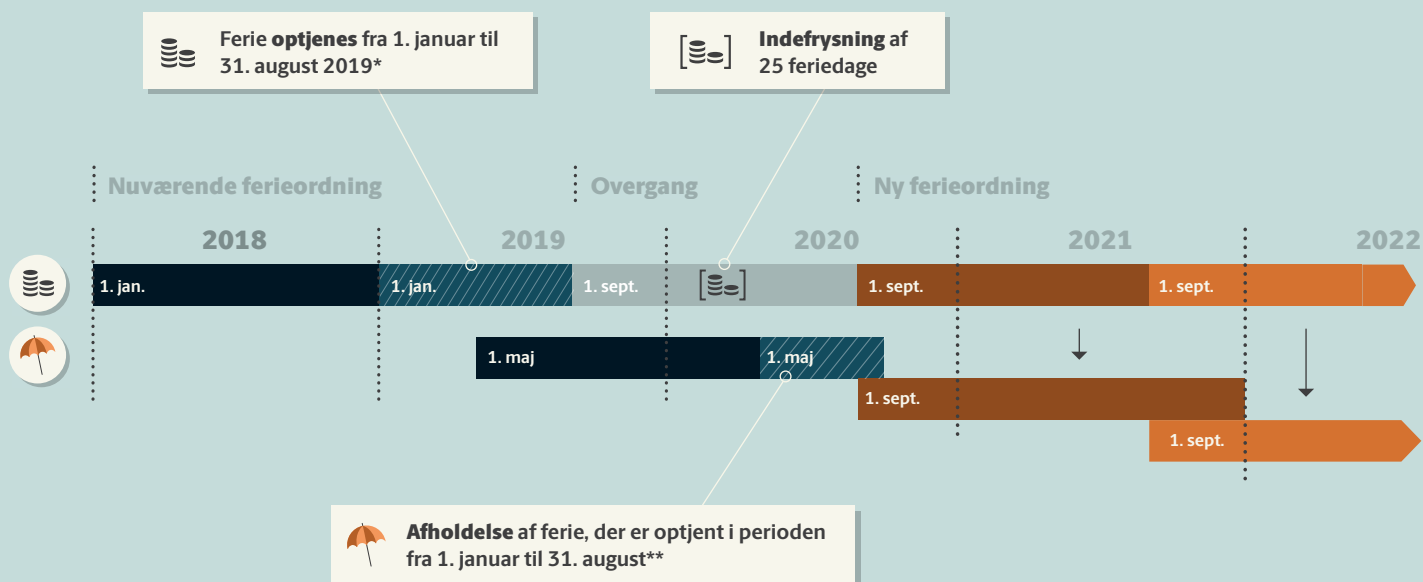 Ferie optjenes fra 1. januar til
31. august 2019*
Indefrysning af
25 feriedage
Nuværende ferieordning
Overgang
Ny ferieordning
2018
2019
2020
2021
2022
1. jan.
1. jan.
1. sept.
1. sept.
1. sept.
1. maj
1. maj
1. sept.
1. sept.
Afholdelse af ferie, der er optjent i perioden
fra 1. januar til 31. august**